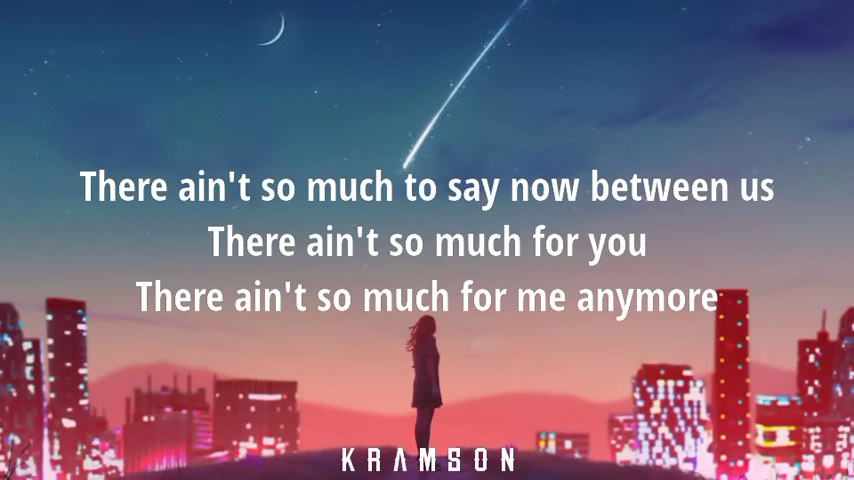 There ain't so much to say now between us
There ain't so much for you
There ain't so much for me anymore
KRAMSON